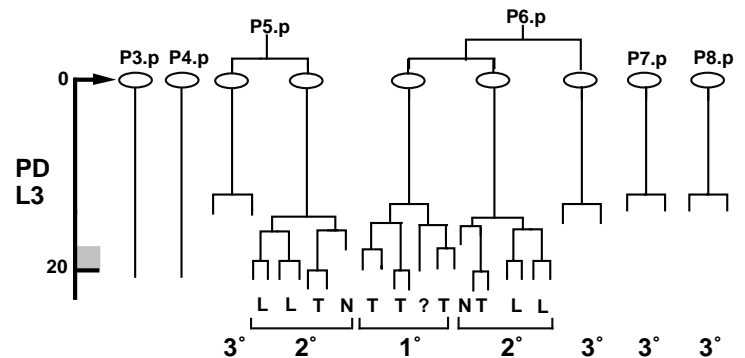 P5.p P6.p
P3.p P4.p P7.p P8.p
0
PD
L3
20
L L T N T T ? T N T L L
3° 2° 1° 2° 3° 3° 3°